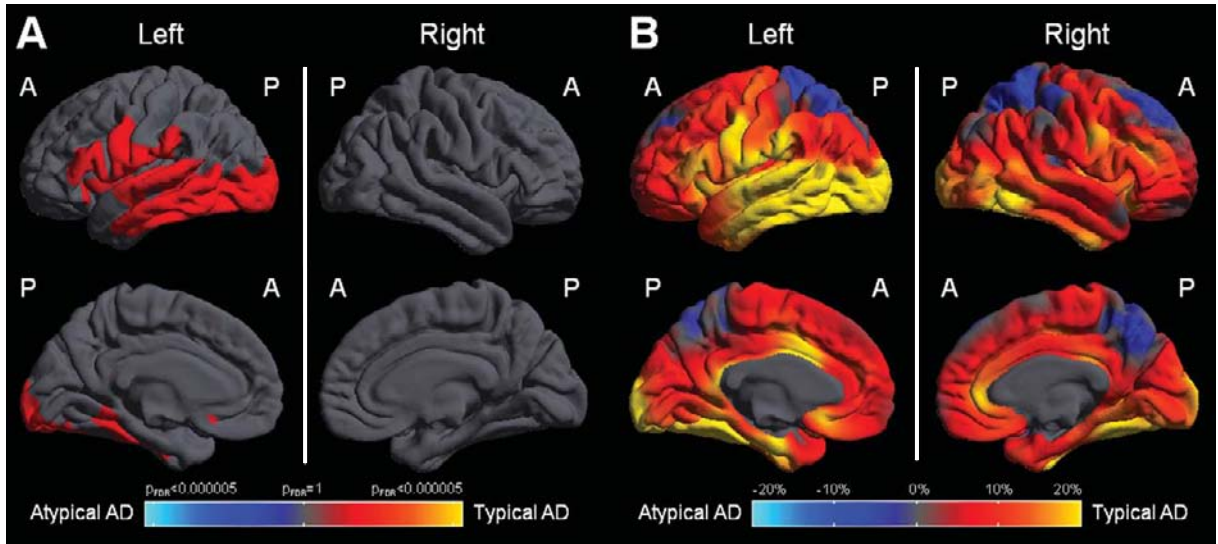 A
Left
Right
A
P
P
A
P
A
A
P
pFDR<0.000005
pFDR=1
pFDR<0.000005
Atypical AD
Typical AD
B
Left
Right
A
P
P
A
P
A
A
P
-20%
-10%
0%
10%
20%
Atypical AD
Typical AD